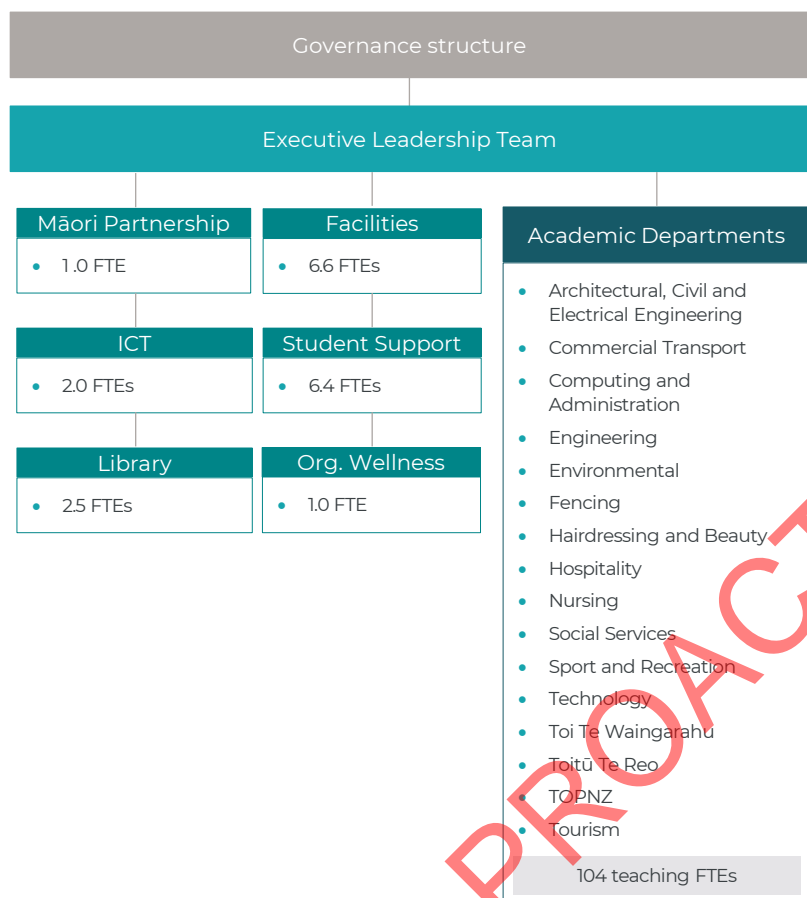 Governance structure
Executive Leadership Team
Māori Partnership
• 1.0 FTE
ICT
• 2.0 FTEs
Library
• 2.5 FTEs
Facilities
• 6.6 FTEs
Student Support
• 6.4 FTEs
Org. Wellness
• 1.0 FTE
Academic Departments
• Architectural, Civil and
Electrical Engineering
• Commercial Transport
• Computing and
Administration
• Engineering
• Environmental
• Fencing
• Hairdressing and Beauty
• Hospitality
• Nursing
• Social Services
• Sport and Recreation
• Technology
• Toi Te Waingarahu
• Toitū Te Reo
• TOPNZ
• Tourism
104 teaching FTEs
PROACT